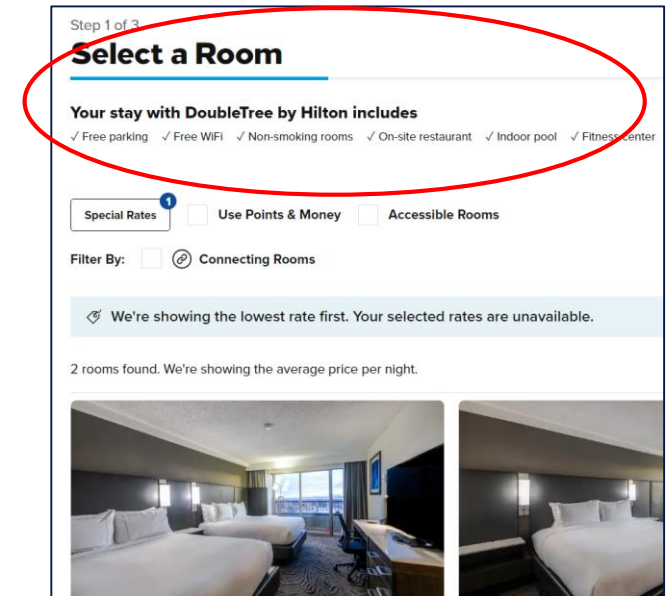 Step 1 of 3
Select a Room
Your stay with DoubleTree by Hilton includes
✓ Free parking ✓ Free WiFi ✓ Non-smoking rooms ✓ On-site restaurant ✓ Indoor pool ✓ Fitness center
Special Rates 1 Use Points & Money Accessible Rooms
Filter By: Connecting Rooms
We're showing the lowest rate first. Your selected rates are unavailable.
2 rooms found. We're showing the average price per night.